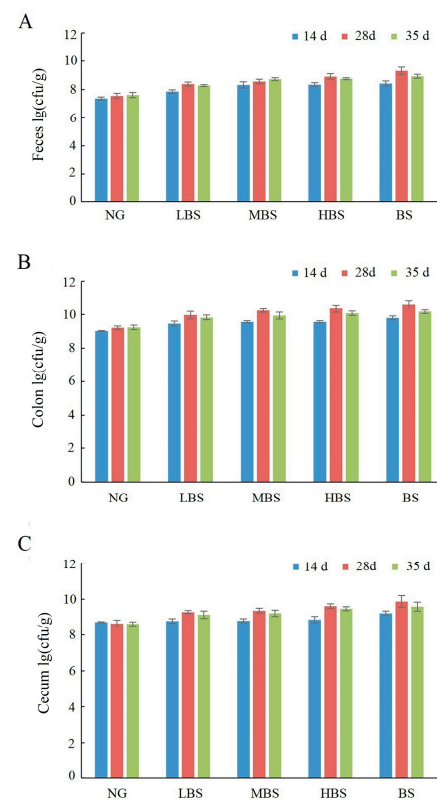 A
14 d 28d 35 d
Feces lg(cfu/g)
12
10
8
6
4
2
0
NG LBS MBS HBS BS
B
14 d 28d 35 d
Colon lg(cfu/g)
12
10
8
6
4
2
0
NG LBS MBS HBS BS
C
14 d 28d 35 d
Cecum lg(cfu/g)
12
10
8
6
4
2
0
NG LBS MBS HBS BS